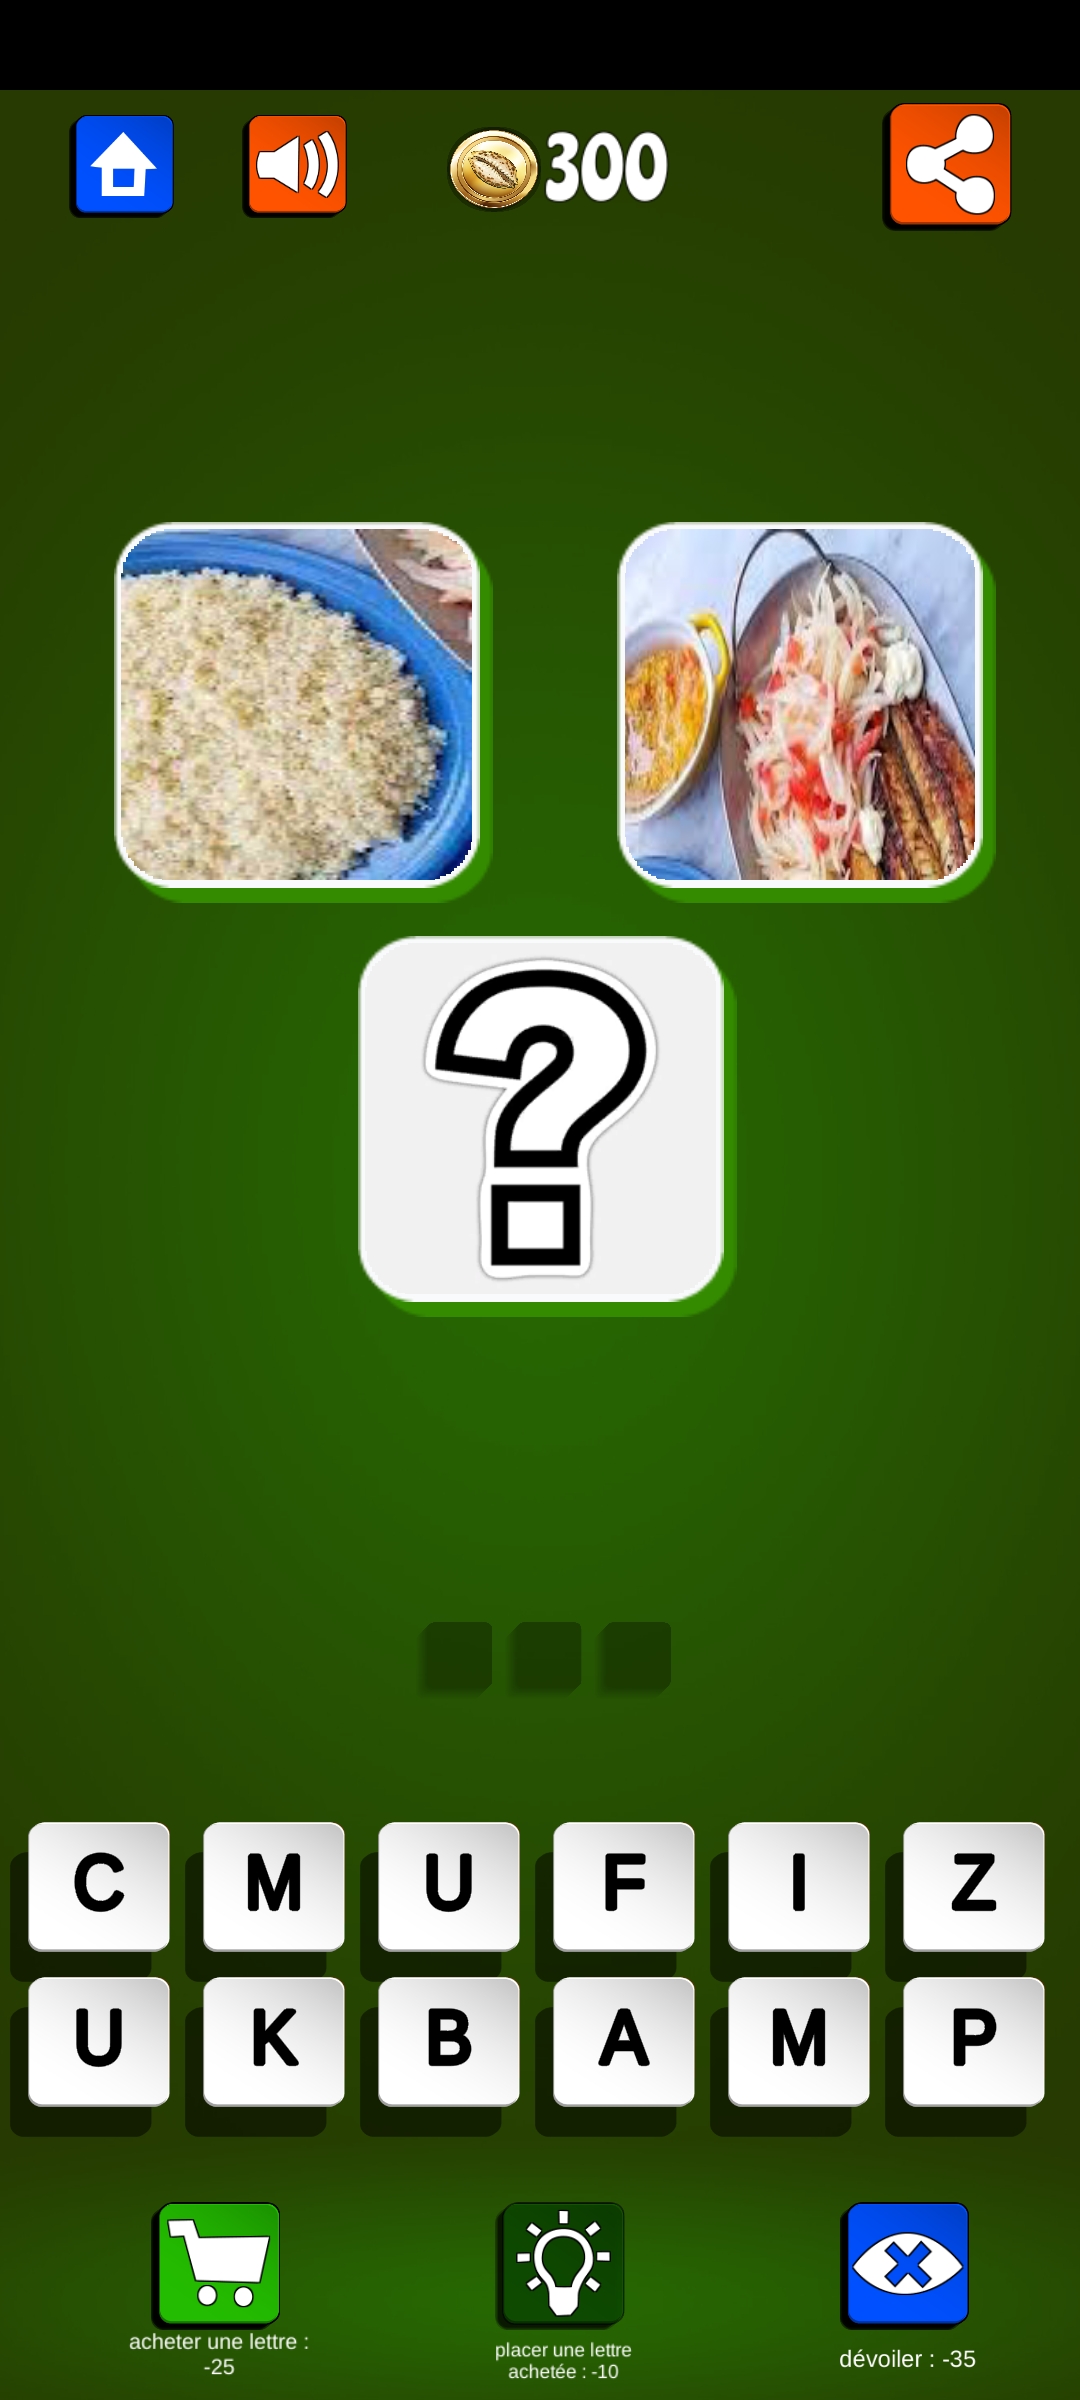 300
?
C M U F I Z
U K B A M P
acheter une lettre :
-25
placer une lettre
achetée : -10
dévoiler : -35